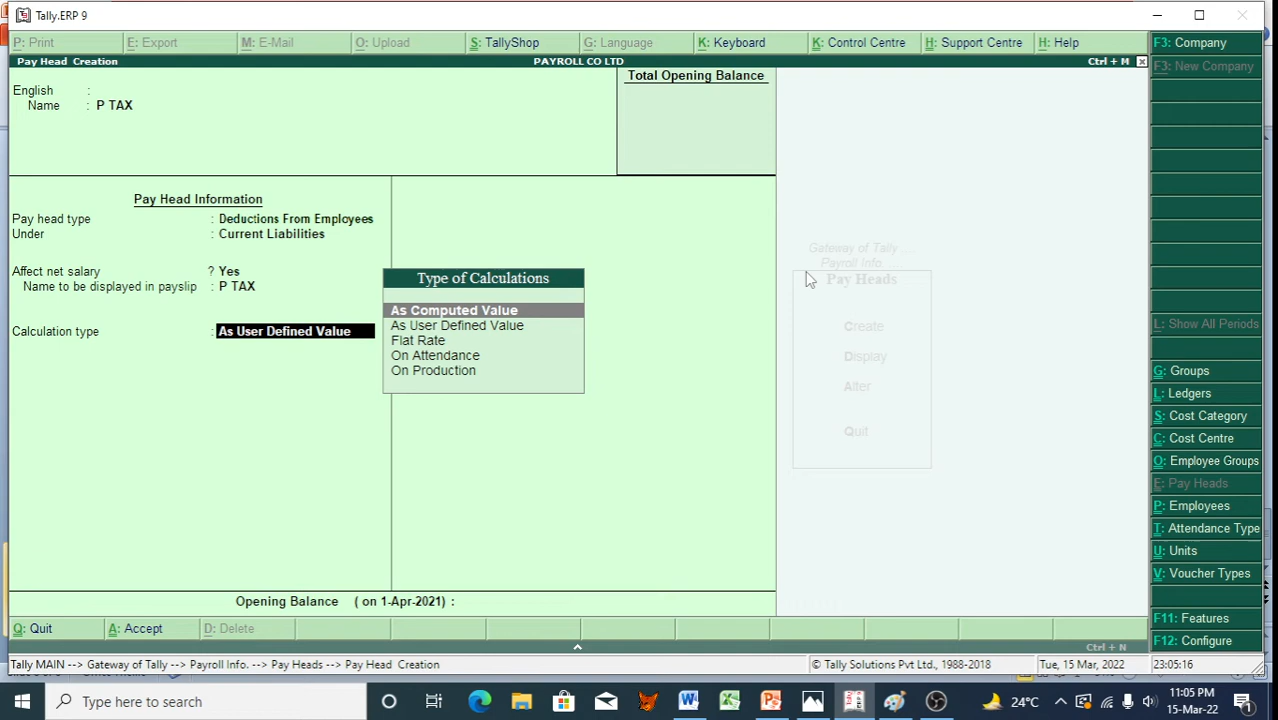 Tally.ERP 9
P: Print
E: Export
M: E-Mail
O: Upload
S: TallyShop
G: Language
K: Keyboard
K: Control Centre
H: Support Centre
H: Help
F3: Company
Pay Head Creation
PAYROLL CO LTD
Ctrl + M
F3: New Company
English :
Name : P TAX
Total Opening Balance
Pay Head Information
Pay head type : Deductions From Employees
Under : Current Liabilities
Affect net salary ? Yes
Name to be displayed in payslip : P TAX
Calculation type : As User Defined Value
Type of Calculations
As Computed Value
As User Defined Value
Flat Rate
On Attendance
On Production
Gateway of Tally ....
Payroll Info
Pay Heads
Create
Display
Alter
Quit
L: Show All Periods
G: Groups
L: Ledgers
S: Cost Category
C: Cost Centre
O: Employee Groups
E: Pay Heads
P: Employees
T: Attendance Type
U: Units
V: Voucher Types
F11: Features
F12: Configure
Opening Balance ( on 1-Apr-2021) :
Q: Quit
A: Accept
D: Delete
Ctrl + N
Tally MAIN --> Gateway of Tally --> Payroll Info. --> Pay Heads --> Pay Head Creation
© Tally Solutions Pvt Ltd., 1988-2018
Tue, 15 Mar, 2022
23:05:16
Type here to search
24°C
11:05 PM
15-Mar-22
1